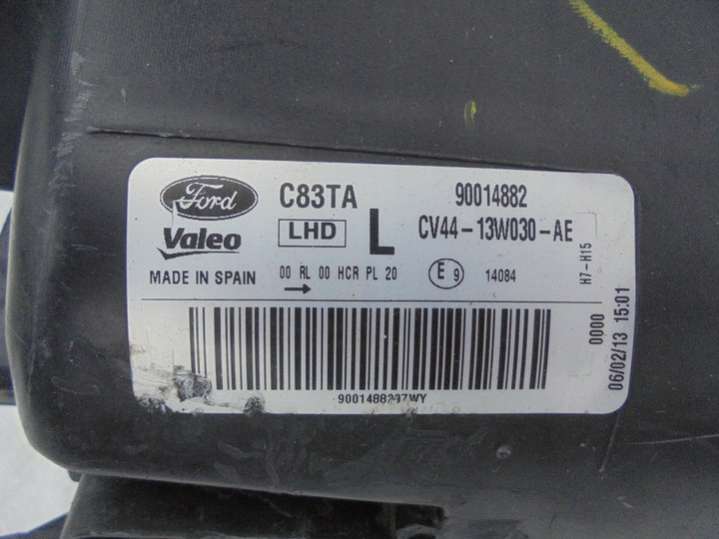 Ford C83TA 90014882
Valeo LHD L CV44-13W030-AE
MADE IN SPAIN 00 RL 00 HCR PL 20 → E 9 14084
H7-H15
0000
06/02/13 15:01